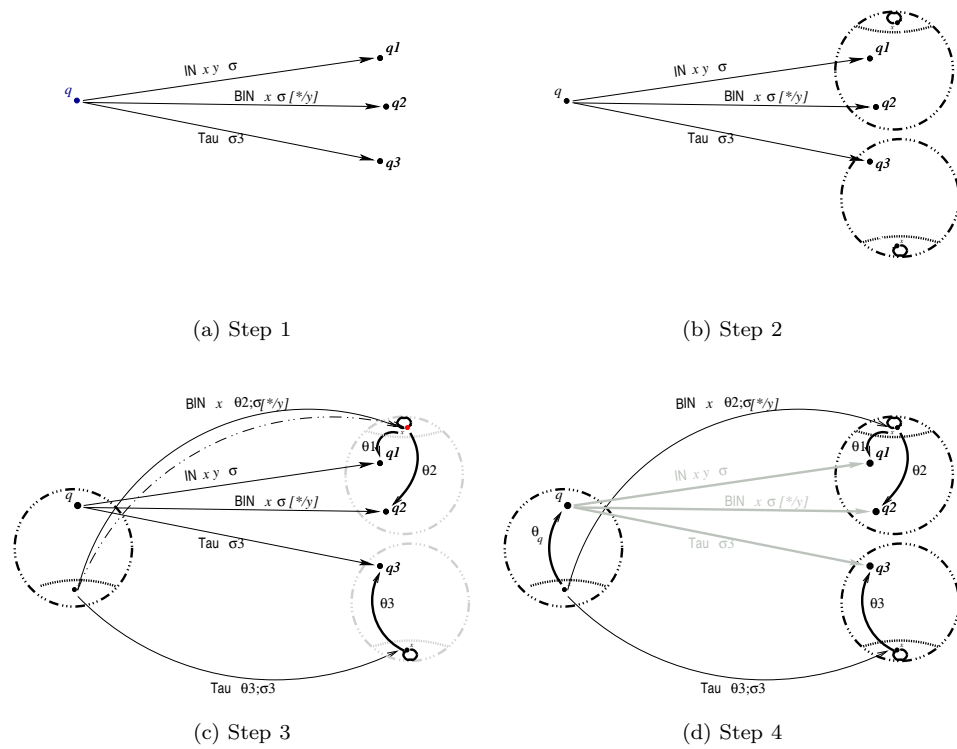 q
IN x y σ
q1
BIN x σ [*/y]
q2
Tau σ3
q3
(a) Step 1
x
q
IN x y σ
q1
BIN x σ [*/y]
q2
Tau σ3
q3
x
(b) Step 2
BIN x θ2;σ[*/y]
x
θ1
q1
IN x y σ
θ2
q
BIN x σ [*/y]
q2
Tau σ3
q3
θ3
x
Tau θ3;σ3
(c) Step 3
BIN x θ2;σ[*/y]
x
θ1
q1
IN x y σ
θ2
q
BIN x σ [*/y]
q2
θq
Tau σ3
q3
θ3
x
Tau θ3;σ3
(d) Step 4